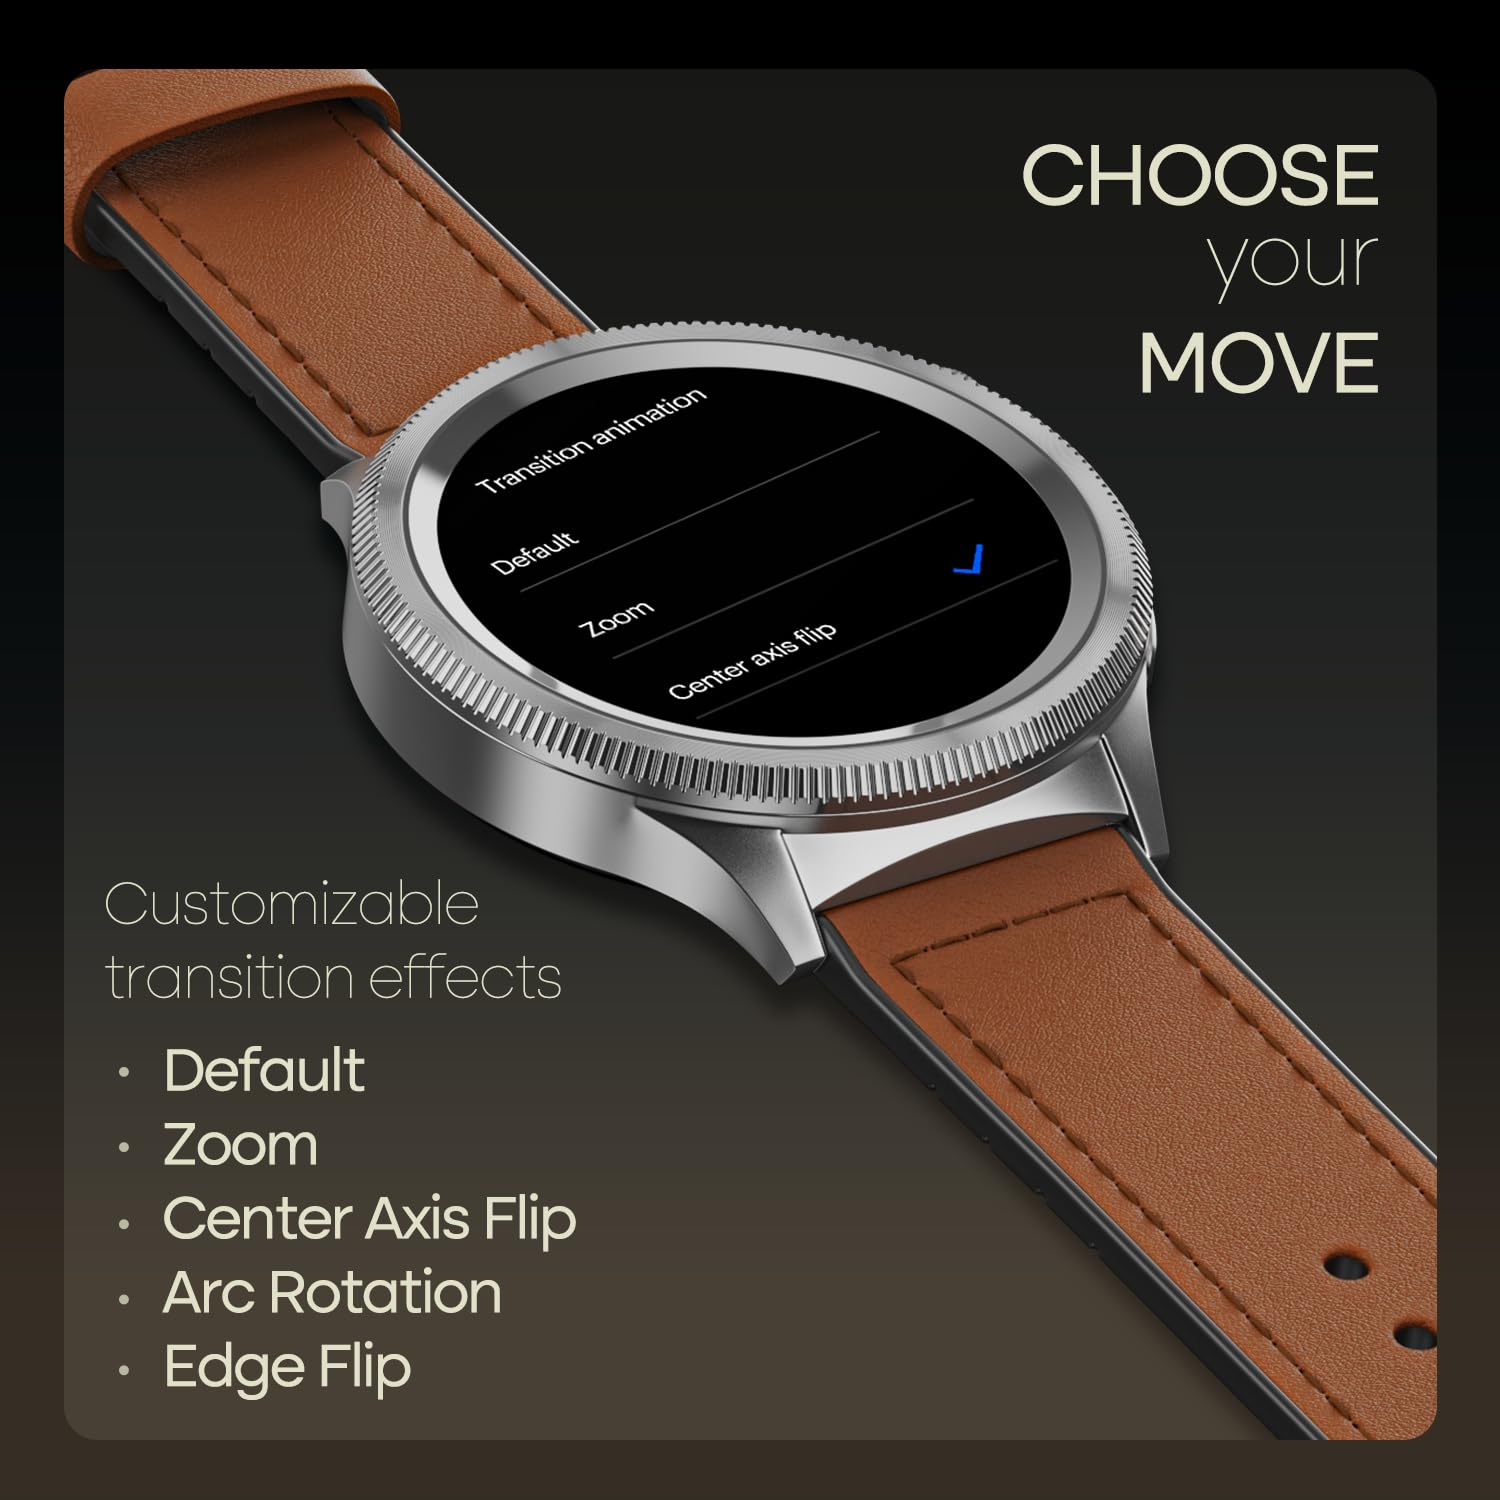 CHOOSE
your
MOVE
Transition animation
Default
Zoom
Center axis flip
Customizable
transition effects
• Default
• Zoom
• Center Axis Flip
• Arc Rotation
• Edge Flip